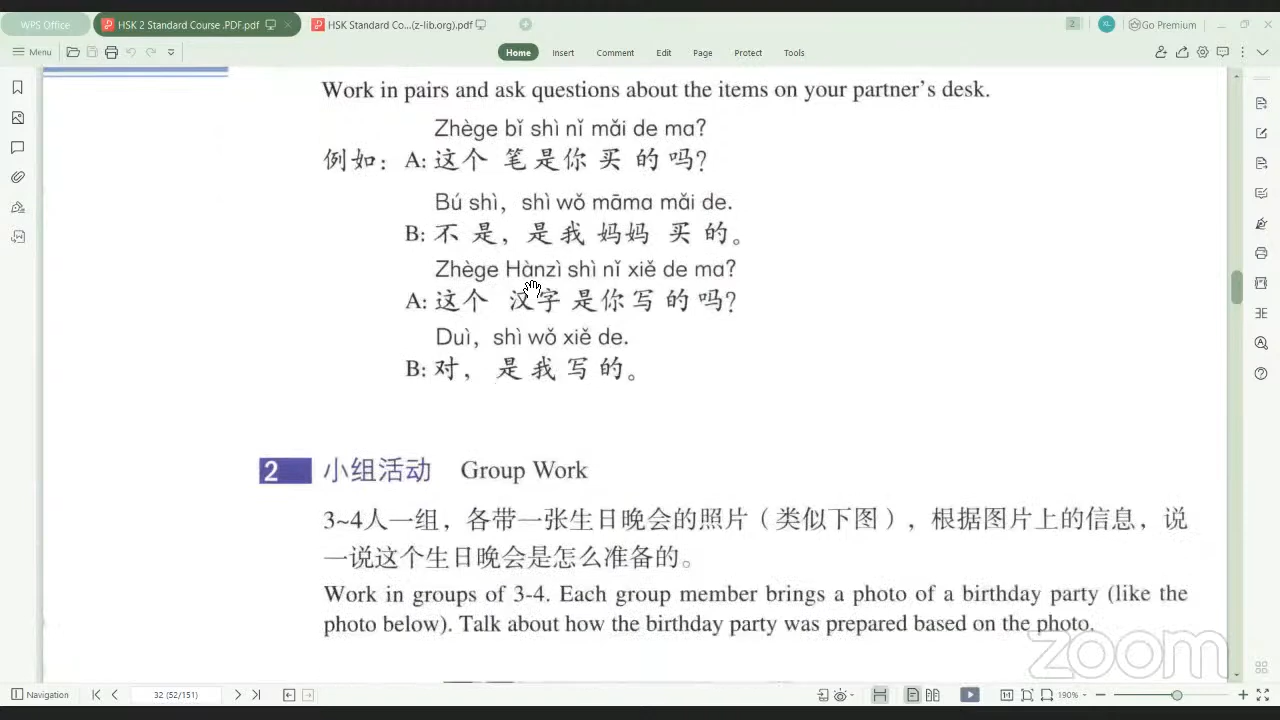 WPS Office
HSK 2 Standard Course .PDF.pdf
HSK Standard Co...(z-lib.org).pdf
2
XL
Go Premium
Menu
Home
Insert
Comment
Edit
Page
Protect
Tools
Work in pairs and ask questions about the items on your partner's desk.
Zhège bǐ shì nǐ mǎi de ma?
例如：A: 这个 笔是你 买 的 吗?
Bú shì, shì wǒ māma mǎi de.
B: 不 是，是我 妈妈 买 的。
Zhège Hànzì shì nǐ xiě de ma?
A: 这个 汉字 是你 写 的 吗?
Duì, shì wǒ xiě de.
B: 对，是我 写 的。
2 小组活动 Group Work
3~4人一组，各带一张生日晚会的照片（类似下图），根据图片上的信息，说
一说这个生日晚会是怎么准备的。
Work in groups of 3-4. Each group member brings a photo of a birthday party (like the
photo below). Talk about how the birthday party was prepared based on the photo.
zoom
Navigation
32 (52/151)
190%